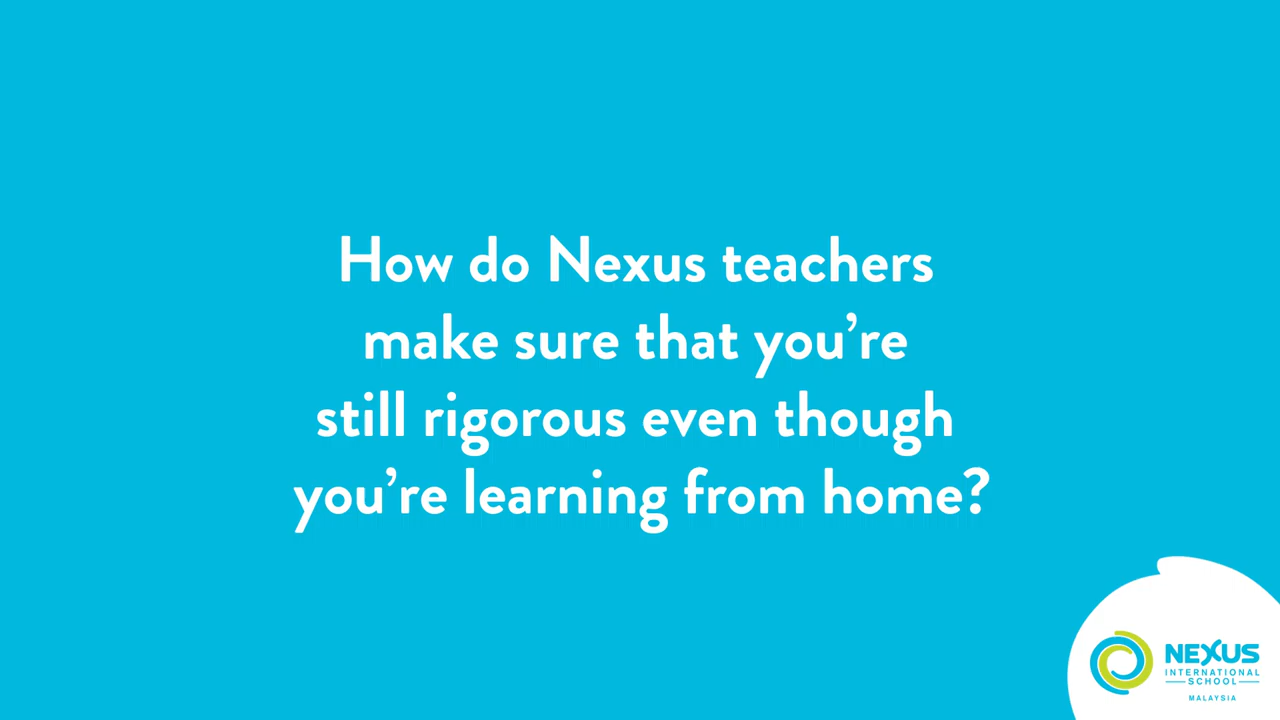 How do Nexus teachers
make sure that you’re
still rigorous even though
you’re learning from home?
NEXUS
INTERNATIONAL
SCHOOL
MALAYSIA